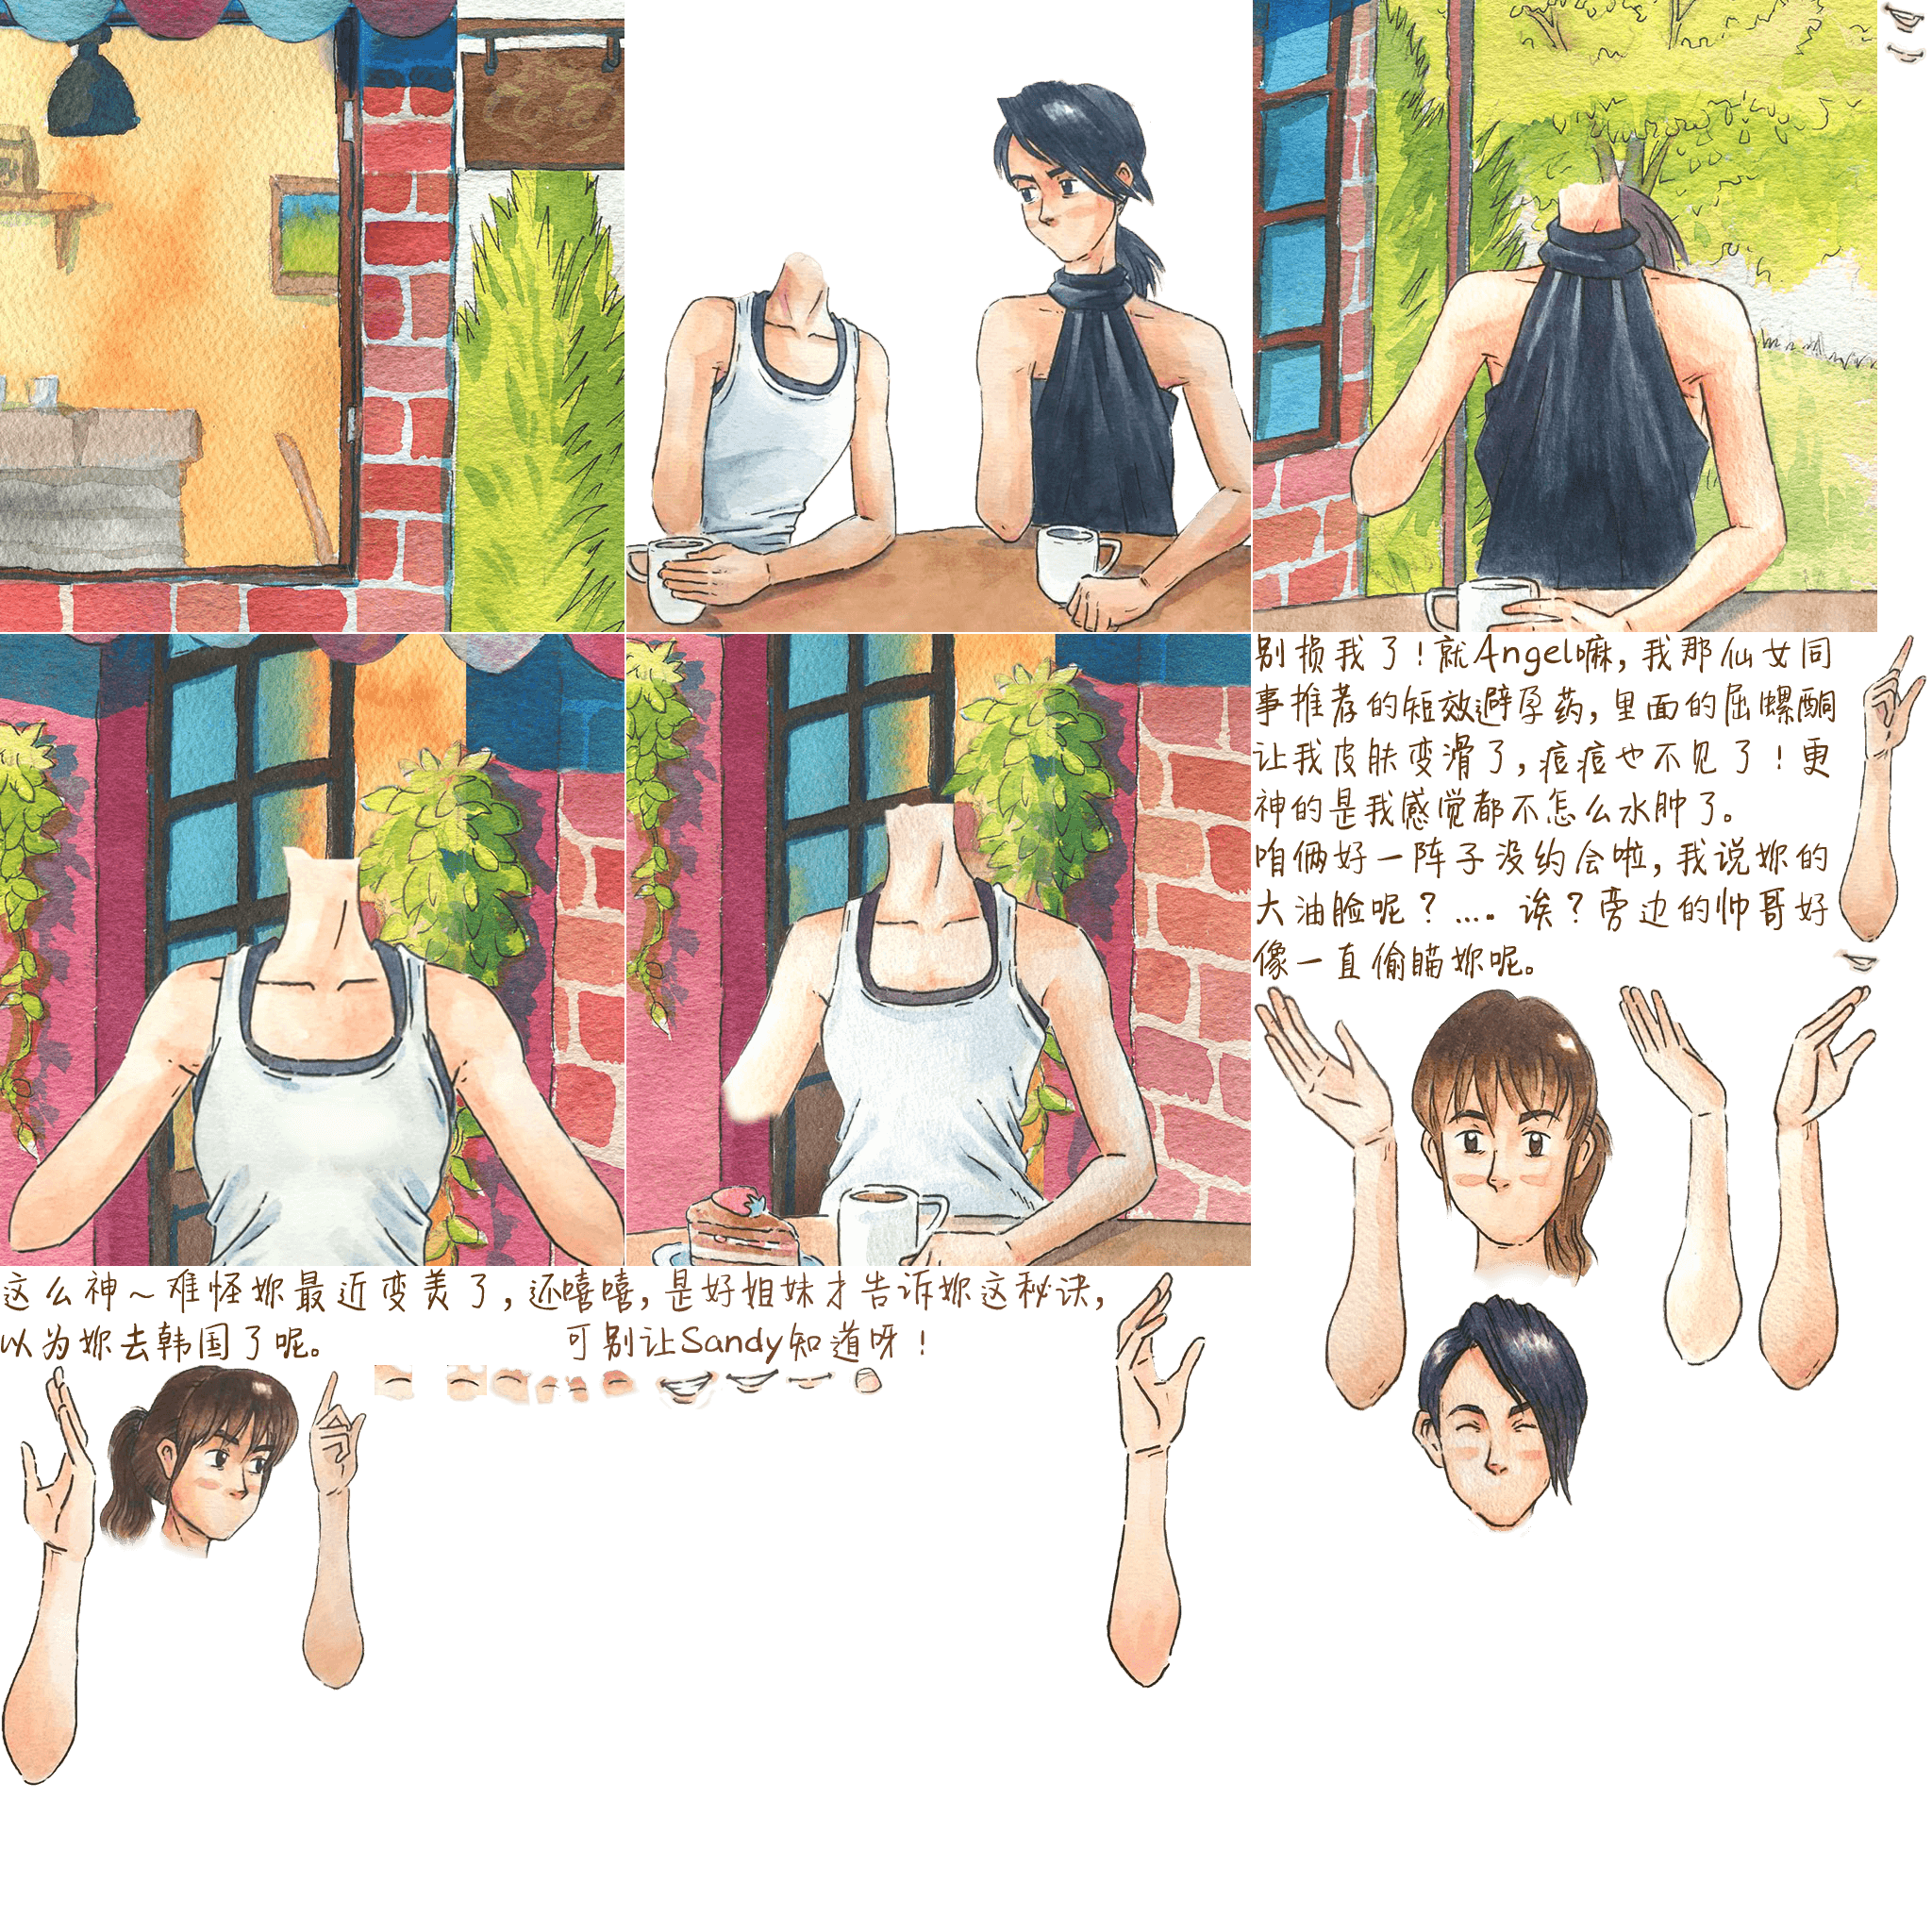 别损我了！就Angel嘛，我那仙女同
事推荐的短效避孕药，里面的屈螺酮
让我皮肤变滑了，痘痘也不见了！更
神的是我感觉都不怎么水肿了。
咱俩好一阵子没约会啦，我说妳的
大油脸呢？.... 诶？旁边的帅哥好
像一直偷瞄妳呢。
这么神～难怪妳最近变美了，还
以为妳去韩国了呢。
嘻嘻，是好姐妹才告诉妳这秘诀，
可别让Sandy知道呀！